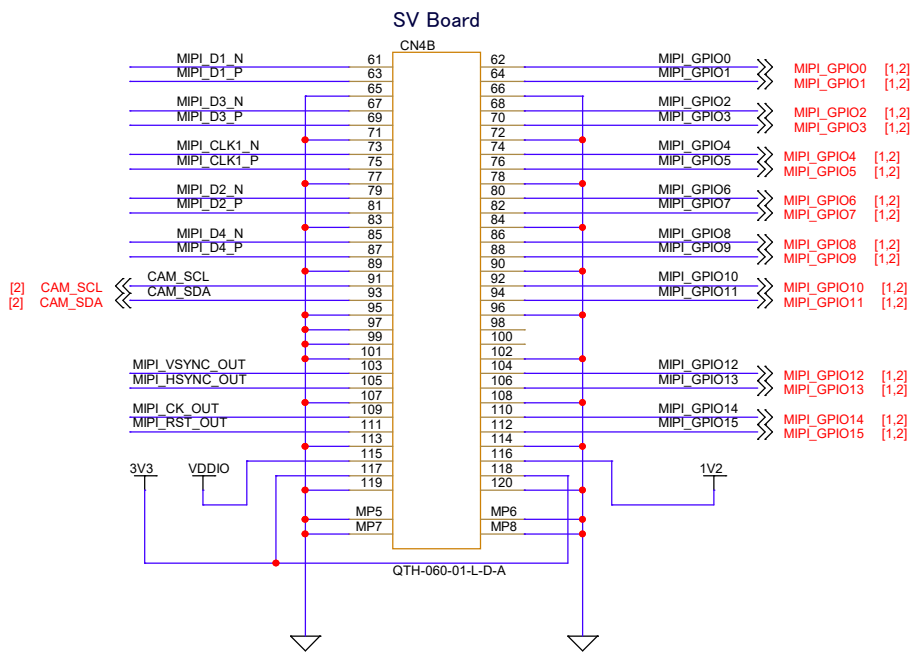 SV Board
CN4B
MIPI_D1_N 61 62 MIPI_GPIO0 MIPI_GPIO0 [1,2]
MIPI_D1_P 63 64 MIPI_GPIO1 MIPI_GPIO1 [1,2]
65 66
MIPI_D3_N 67 68 MIPI_GPIO2 MIPI_GPIO2 [1,2]
MIPI_D3_P 69 70 MIPI_GPIO3 MIPI_GPIO3 [1,2]
71 72
MIPI_CLK1_N 73 74 MIPI_GPIO4 MIPI_GPIO4 [1,2]
MIPI_CLK1_P 75 76 MIPI_GPIO5 MIPI_GPIO5 [1,2]
77 78
MIPI_D2_N 79 80 MIPI_GPIO6 MIPI_GPIO6 [1,2]
MIPI_D2_P 81 82 MIPI_GPIO7 MIPI_GPIO7 [1,2]
83 84
MIPI_D4_N 85 86 MIPI_GPIO8 MIPI_GPIO8 [1,2]
MIPI_D4_P 87 88 MIPI_GPIO9 MIPI_GPIO9 [1,2]
89 90
[2] CAM_SCL CAM_SCL 91 92 MIPI_GPIO10 MIPI_GPIO10 [1,2]
[2] CAM_SDA CAM_SDA 93 94 MIPI_GPIO11 MIPI_GPIO11 [1,2]
95 96
97 98
99 100
101 102
MIPI_VSYNC_OUT 103 104 MIPI_GPIO12 MIPI_GPIO12 [1,2]
MIPI_HSYNC_OUT 105 106 MIPI_GPIO13 MIPI_GPIO13 [1,2]
107 108
MIPI_CK_OUT 109 110 MIPI_GPIO14 MIPI_GPIO14 [1,2]
MIPI_RST_OUT 111 112 MIPI_GPIO15 MIPI_GPIO15 [1,2]
113 114
115 116
3V3 VDDIO 117 118 1V2
119 120
MP5 MP6
MP7 MP8
QTH-060-01-L-D-A